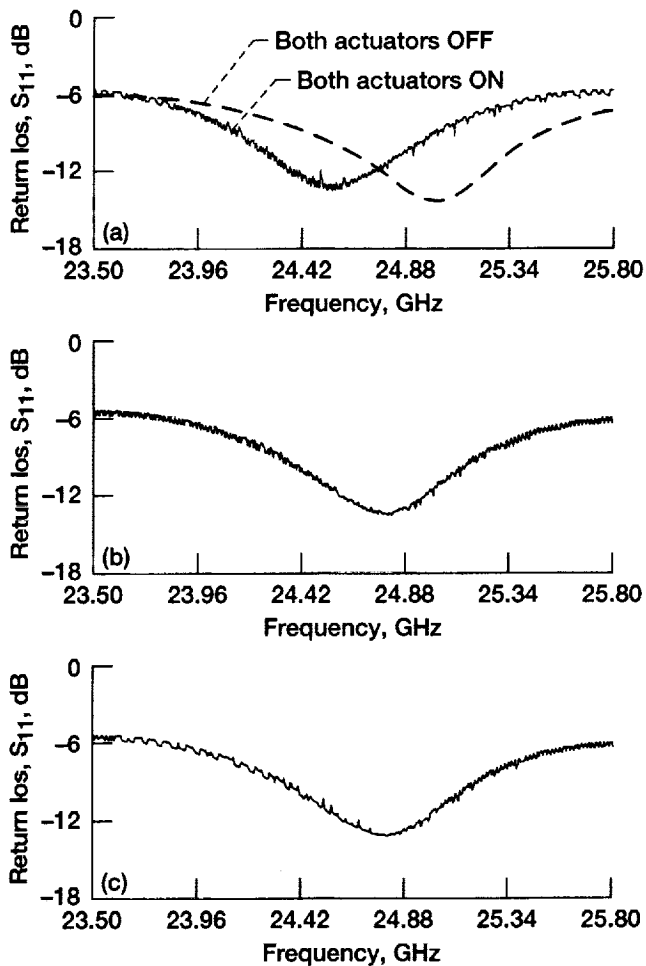 0
Both actuators OFF
Both actuators ON
−6
−12
−18
Return los, S11, dB
(a)
23.50 23.96 24.42 24.88 25.34 25.80
Frequency, GHz
0
−6
−12
−18
Return los, S11, dB
(b)
23.50 23.96 24.42 24.88 25.34 25.80
Frequency, GHz
0
−6
−12
−18
Return los, S11, dB
(c)
23.50 23.96 24.42 24.88 25.34 25.80
Frequency, GHz